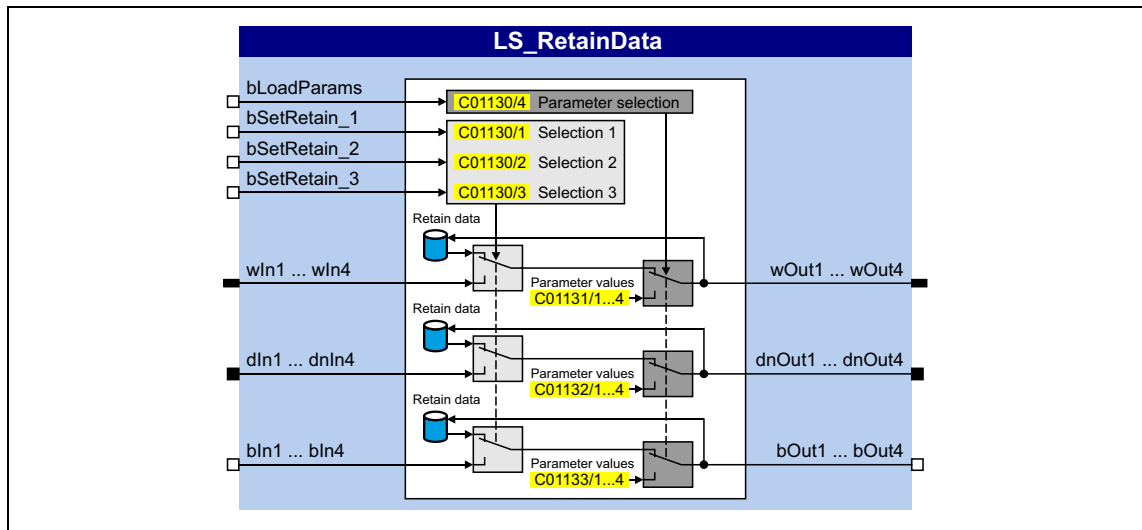 LS_RetainData
bLoadParams
C01130/4 Parameter selection
bSetRetain_1
C01130/1 Selection 1
bSetRetain_2
C01130/2 Selection 2
bSetRetain_3
C01130/3 Selection 3
Retain data
wIn1 ... wIn4
wOut1 ... wOut4
Parameter values
C01131/1...4
Retain data
dIn1 ... dnIn4
dnOut1 ... dnOut4
Parameter values
C01132/1...4
Retain data
bIn1 ... bIn4
bOut1 ... bOut4
Parameter values
C01133/1...4